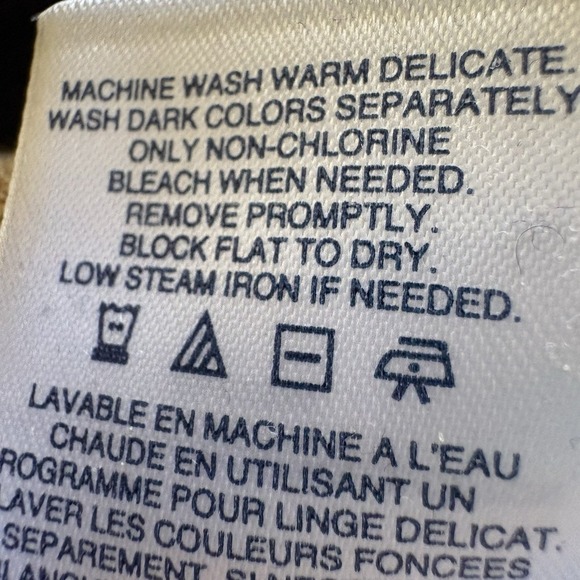 MACHINE WASH WARM DELICATE.
WASH DARK COLORS SEPARATELY
ONLY NON-CHLORINE
BLEACH WHEN NEEDED.
REMOVE PROMPTLY.
BLOCK FLAT TO DRY.
LOW STEAM IRON IF NEEDED.
LAVABLE EN MACHINE A L'EAU
CHAUDE EN UTILISANT UN
ROGRAMME POUR LINGE DELICAT.
LAVER LES COULEURS FONCEES
SEPAREMENT.